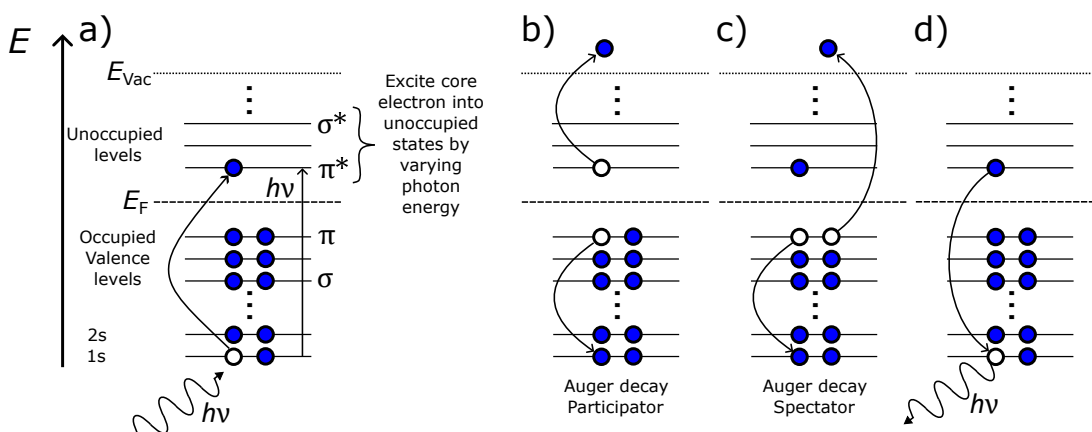 a)
b)
c)
d)
E
E_Vac
Unoccupied
levels
σ*
π*
hν
Excite core
electron into
unoccupied
states by
varying
photon
energy
E_F
Occupied
Valence
levels
π
σ
2s
1s
hν
Auger decay
Participator
Auger decay
Spectator
hν